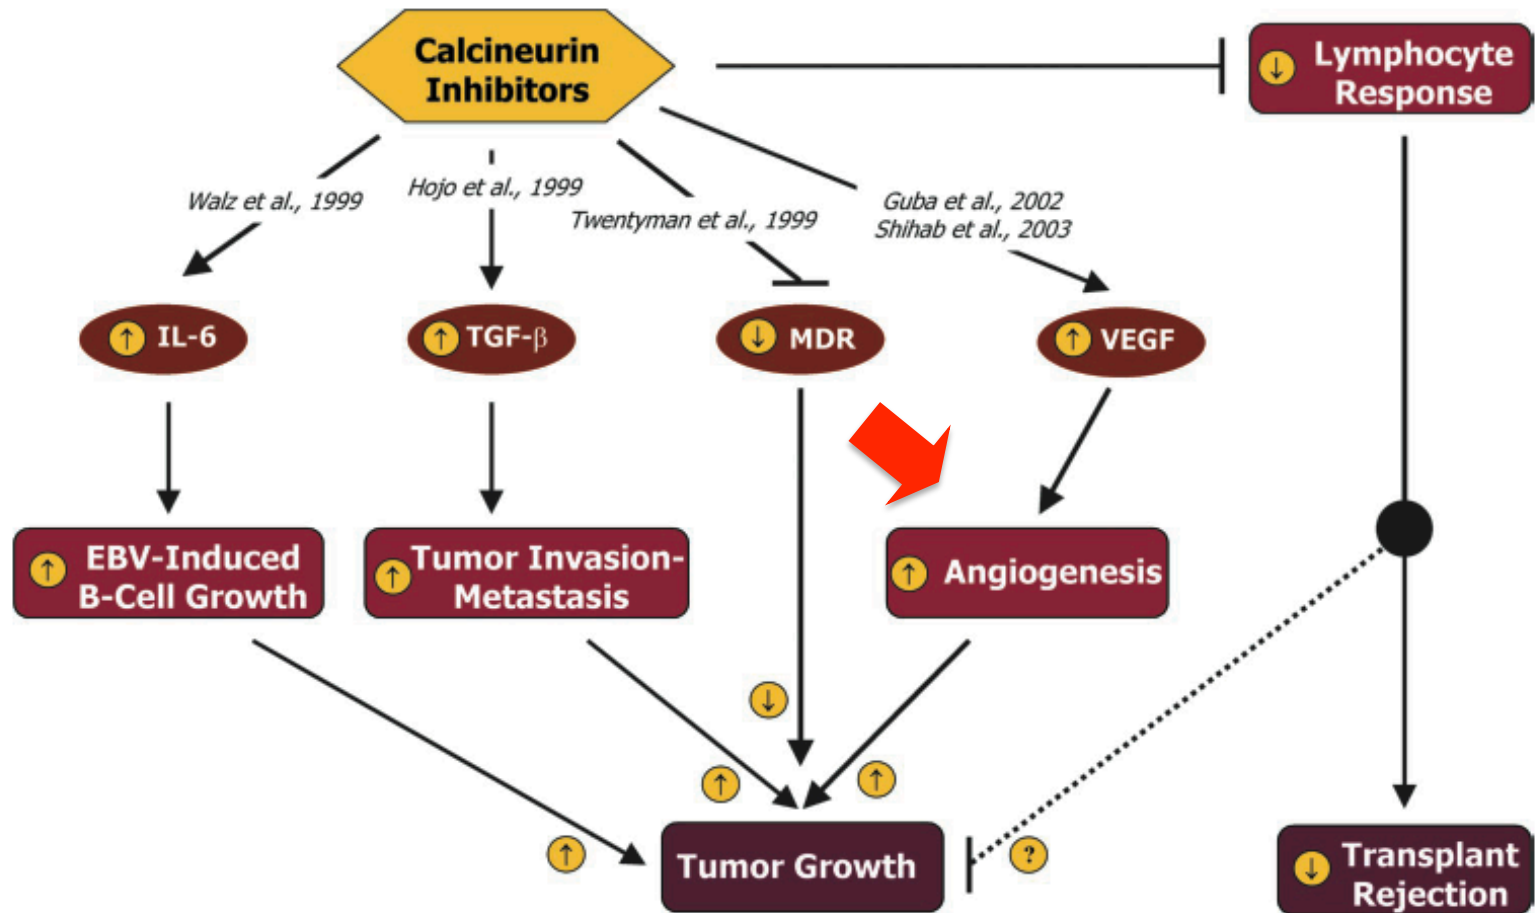 Calcineurin
Inhibitors
↓ Lymphocyte
Response
Walz et al., 1999
Hojo et al., 1999
Twentyman et al., 1999
Guba et al., 2002
Shihab et al., 2003
↑ IL-6
↑ TGF-β
↓ MDR
↑ VEGF
↑ EBV-Induced
B-Cell Growth
↑ Tumor Invasion-
Metastasis
↑ Angiogenesis
↓
↑
↑
↑
?
Tumor Growth
↓ Transplant
Rejection